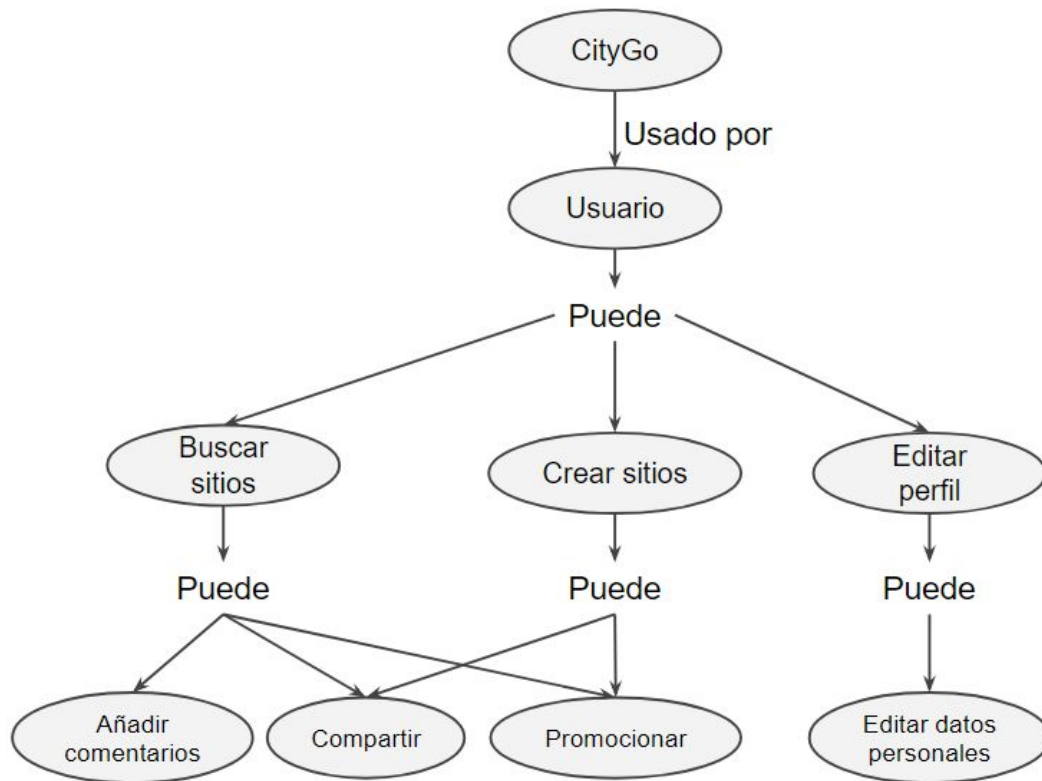 CityGo
Usado por
Usuario
Puede
Buscar
sitios
Crear sitios
Editar
perfil
Puede
Puede
Puede
Añadir
comentarios
Compartir
Promocionar
Editar datos
personales